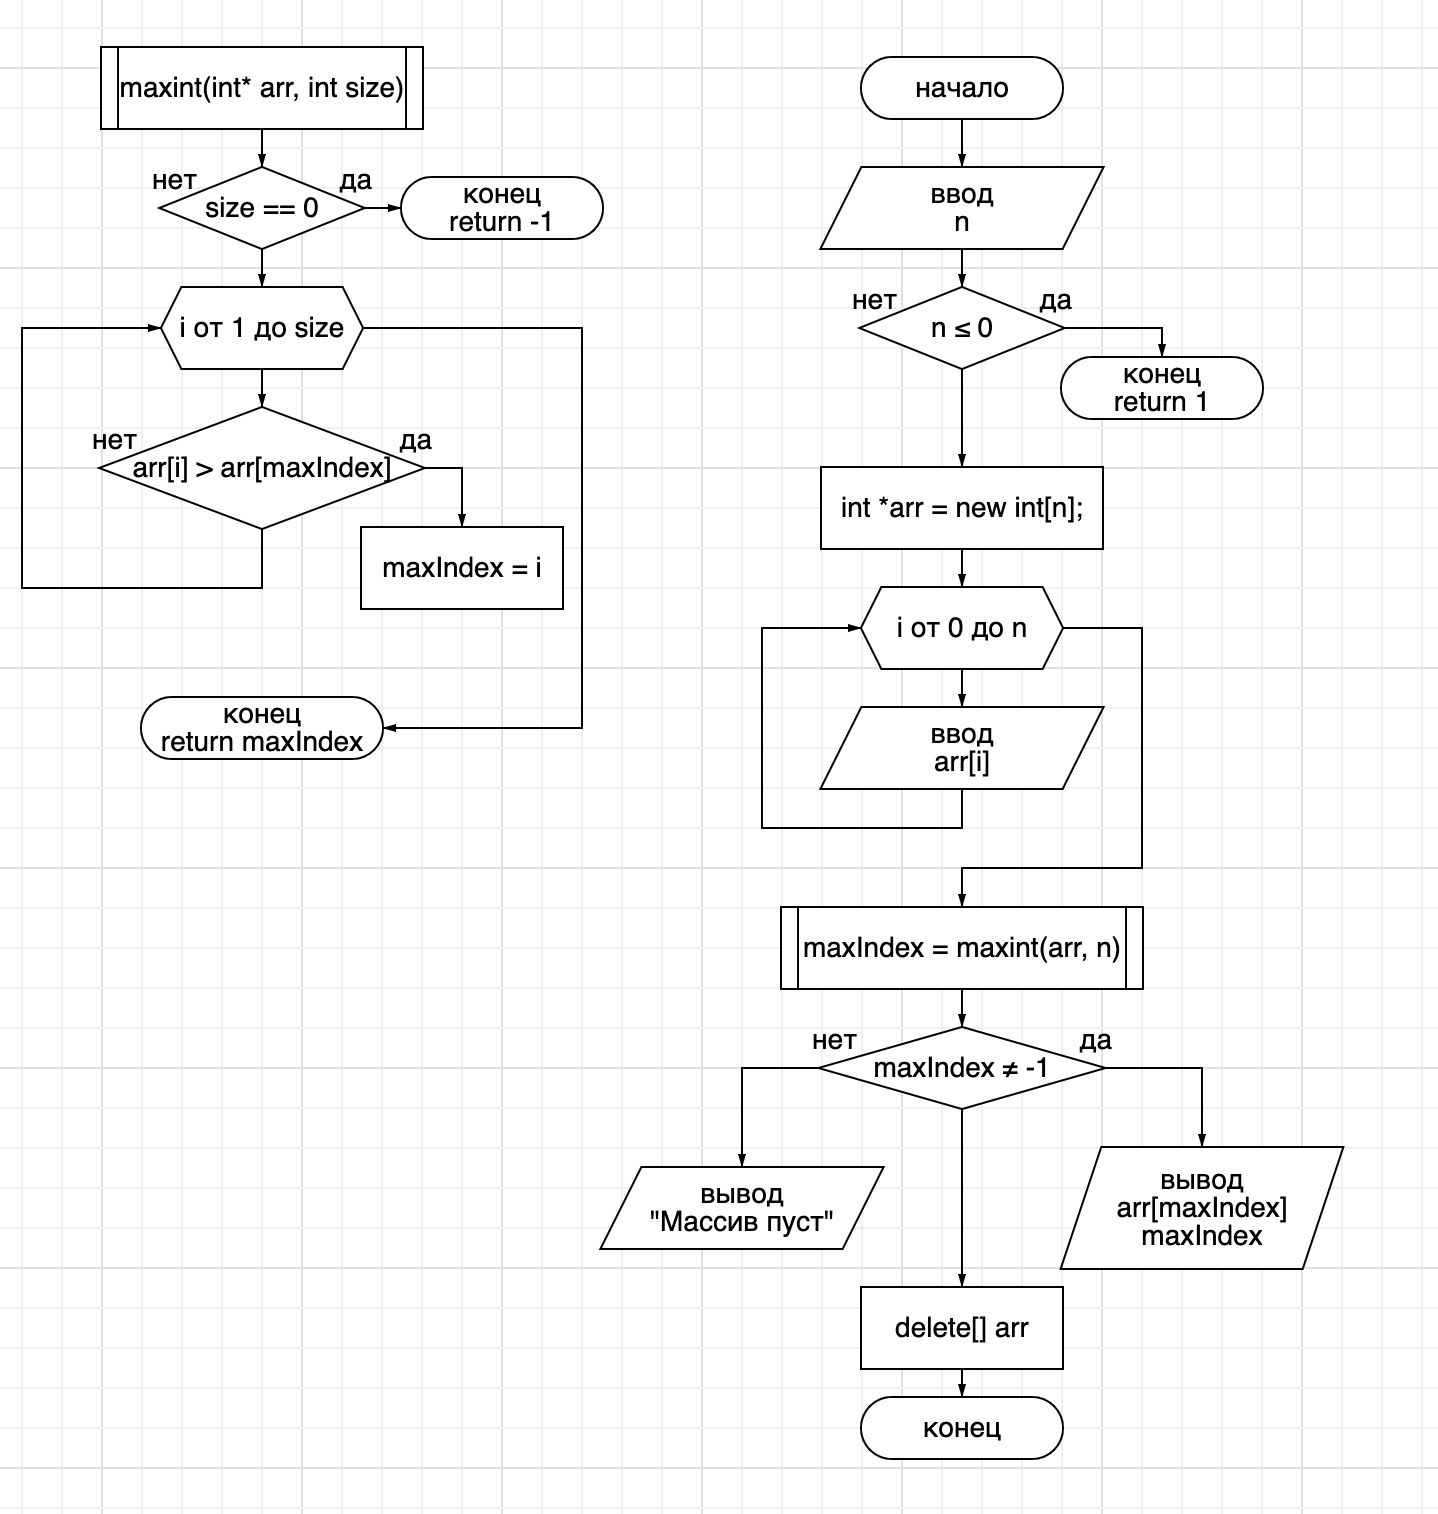 maxint(int* arr, int size)
нет
да
size == 0
конец
return -1
i от 1 до size
нет
да
arr[i] > arr[maxIndex]
maxIndex = i
конец
return maxIndex
начало
ввод
n
нет
да
n ≤ 0
конец
return 1
int *arr = new int[n];
i от 0 до n
ввод
arr[i]
maxIndex = maxint(arr, n)
нет
да
maxIndex ≠ -1
вывод
"Массив пуст"
вывод
arr[maxIndex]
maxIndex
delete[] arr
конец